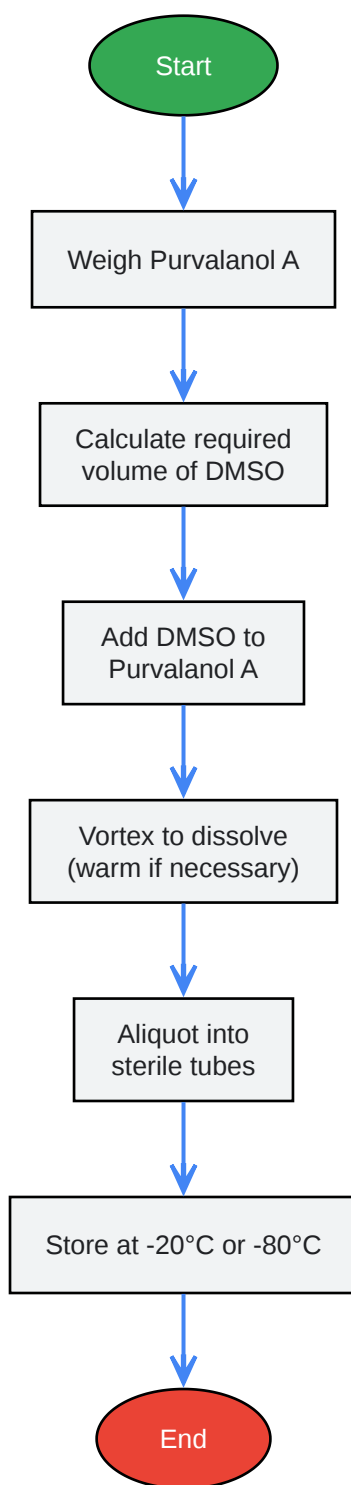 Start
Weigh Purvalanol A
Calculate required
volume of DMSO
Add DMSO to
Purvalanol A
Vortex to dissolve
(warm if necessary)
Aliquot into
sterile tubes
Store at -20°C or -80°C
End